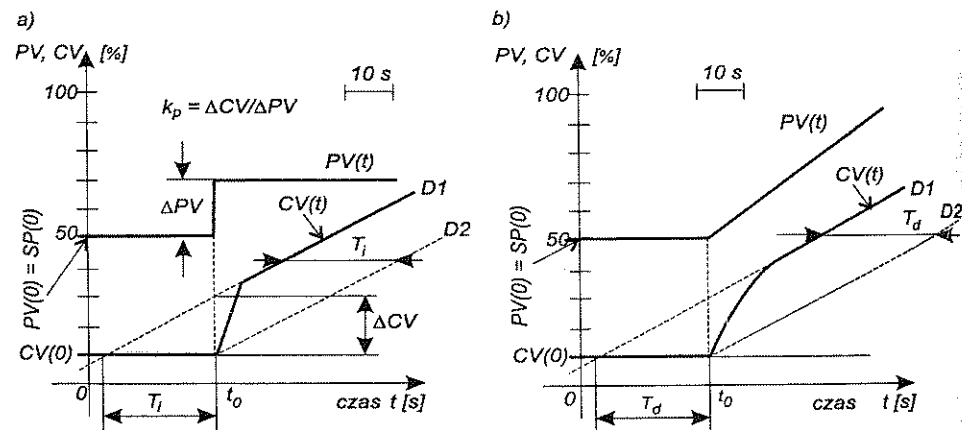 a)
PV, CV [%]
10 s
100
k_p = ΔCV/ΔPV
PV(t)
ΔPV
CV(t)
D1
50
T_i
D2
PV(0) = SP(0)
ΔCV
CV(0)
0
T_i
t_o
czas t [s]
b)
PV, CV [%]
10 s
100
PV(t)
CV(t)
D1
T_d
D2
50
PV(0) = SP(0)
CV(0)
0
T_d
t_o
czas t [s]